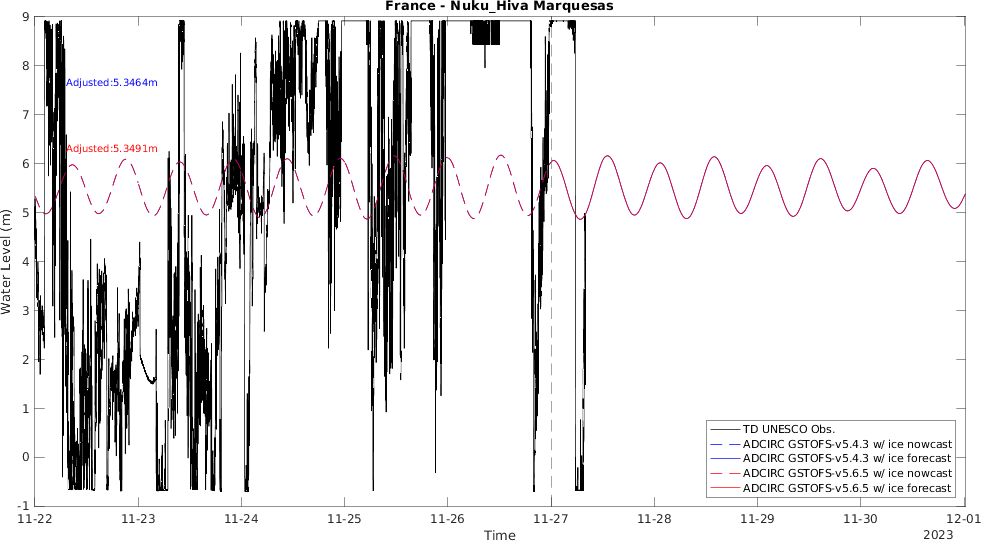 France - Nuku_Hiva Marquesas
9
8
Adjusted:5.3464m
7
Adjusted:5.3491m
6
5
4
3
2
1
0
-1
Water Level (m)
TD UNESCO Obs.
ADCIRC GSTOFS-v5.4.3 w/ ice nowcast
ADCIRC GSTOFS-v5.4.3 w/ ice forecast
ADCIRC GSTOFS-v5.6.5 w/ ice nowcast
ADCIRC GSTOFS-v5.6.5 w/ ice forecast
11-22 11-23 11-24 11-25 11-26 11-27 11-28 11-29 11-30 12-01
Time
2023